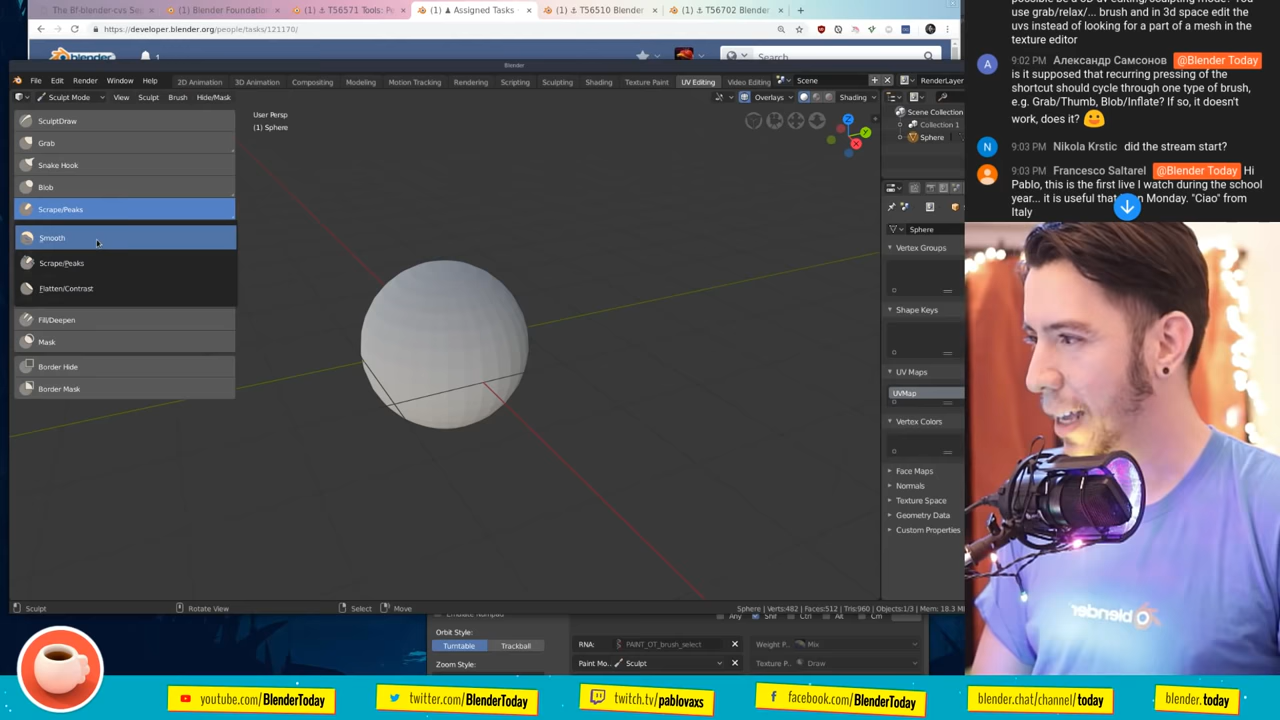 The Bf-blender-cvs Se
(1) Blender Foundatio
(1) ⚓ T56571 Tools: Pe
(1) ♟ Assigned Tasks
(1) ⚓ T56510 Blender
(1) ⚓ T56702 Blender
https://developer.blender.org/people/tasks/121170/
blender
1
Search
Blender
File Edit Render Window Help
2D Animation 3D Animation Compositing Masking Modeling Motion Tracking Rendering Scripting Sculpting Shading Texture Paint UV Editing Video Editing
Scene
RenderLayer
Sculpt Mode View Sculpt Brush Hide/Mask
Overlays
Shading
SculptDraw
Grab
Snake Hook
Blob
Scrape/Peaks
Smooth
Scrape/Peaks
Flatten/Contrast
Fill/Deepen
Mask
Border Hide
Border Mask
User Persp
(1) Sphere
Z
Y
X
Scene Collection
Collection 1
Sphere
Sphere
Vertex Groups
Shape Keys
UV Maps
UVMap
Vertex Colors
Face Maps
Normals
Texture Space
Geometry Data
Custom Properties
Sculpt
Rotate View
Select
Move
Sphere | Verts:482 | Faces:512 | Tris:960 | Objects:1/3 | Mem: 18.3 M
Any Shif Ctrl Alt Cm
Orbit Style:
Turntable Trackball
Zoom Style:
RNA: PAINT_OT_brush_select
Weight P.. Mix
Paint Mo.. Sculpt
Texture P.. Draw
use grab/relax/... brush and in 3d space edit the
uvs instead of looking for a part of a mesh in the
texture editor
A
9:02 PM Александр Самсонов @Blender Today
is it supposed that recurring pressing of the
shortcut should cycle through one type of brush,
e.g. Grab/Thumb, Blob/Inflate? If so, it doesn't
work, does it?
N
9:03 PM Nikola Krstic did the stream start?
9:03 PM Francesco Saltarel @Blender Today Hi
Pablo, this is the first live I watch during the school
year... it is useful that on Monday. "Ciao" from
Italy
blender
youtube.com/BlenderToday
twitter.com/BlenderToday
twitch.tv/pablovaxs
facebook.com/BlenderToday
blender.chat/channel/today
blender.today